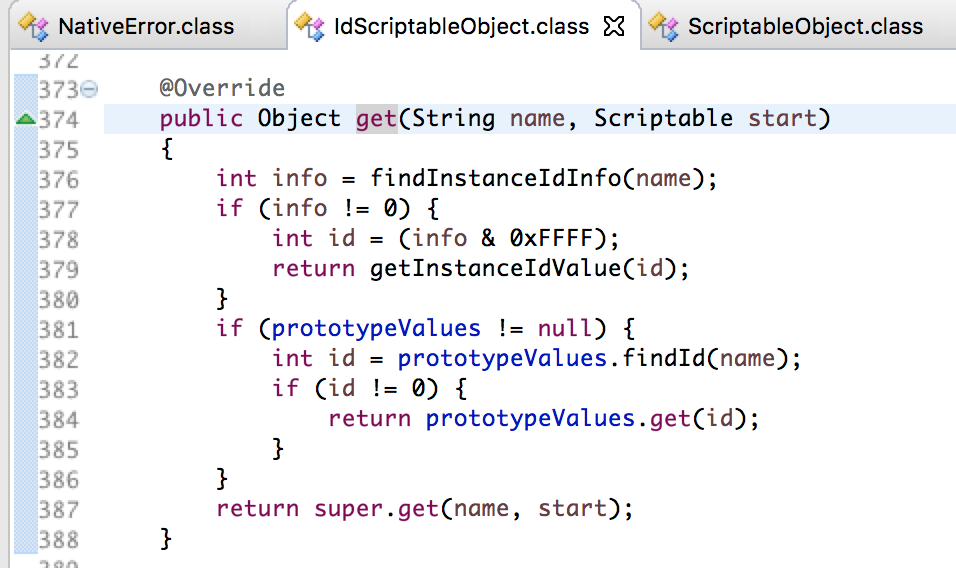 NativeError.class IdScriptableObject.class ScriptableObject.class
372
373 @Override
374 public Object get(String name, Scriptable start)
375 {
376 int info = findInstanceIdInfo(name);
377 if (info != 0) {
378 int id = (info & 0xFFFF);
379 return getInstanceIdValue(id);
380 }
381 if (prototypeValues != null) {
382 int id = prototypeValues.findId(name);
383 if (id != 0) {
384 return prototypeValues.get(id);
385 }
386 }
387 return super.get(name, start);
388 }
389